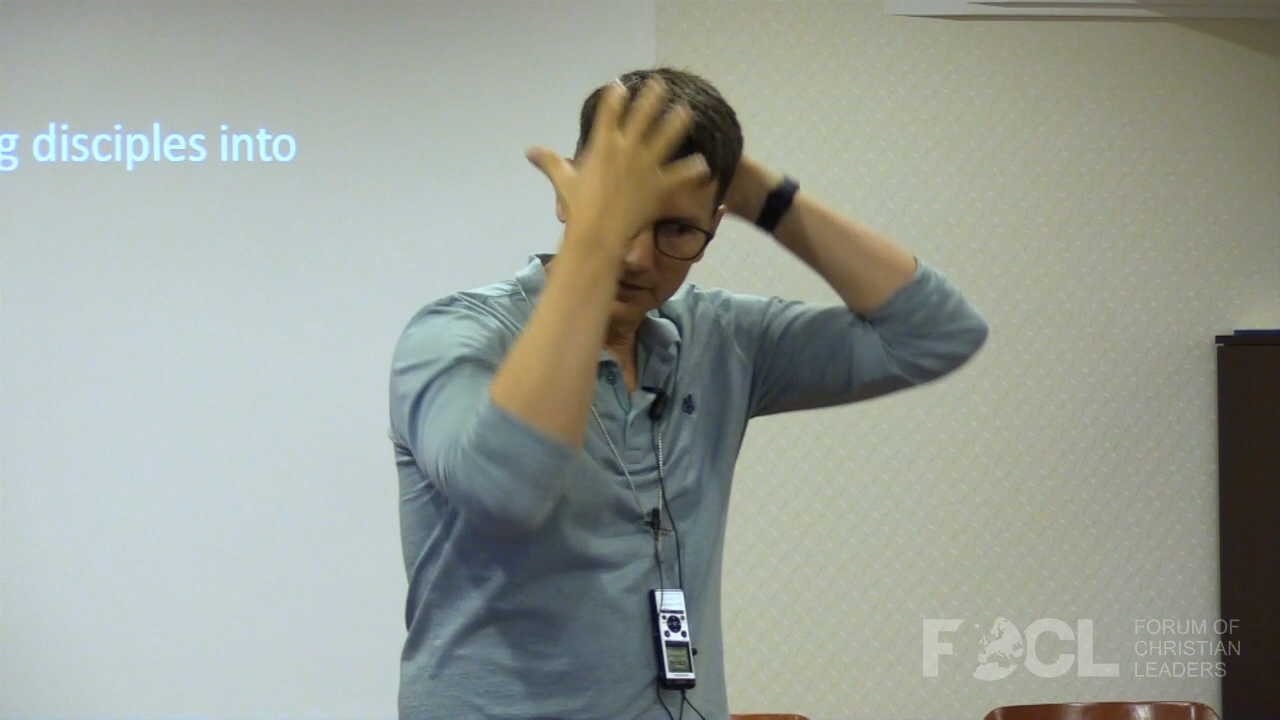 g disciples into
FOCL
FORUM OF
CHRISTIAN
LEADERS